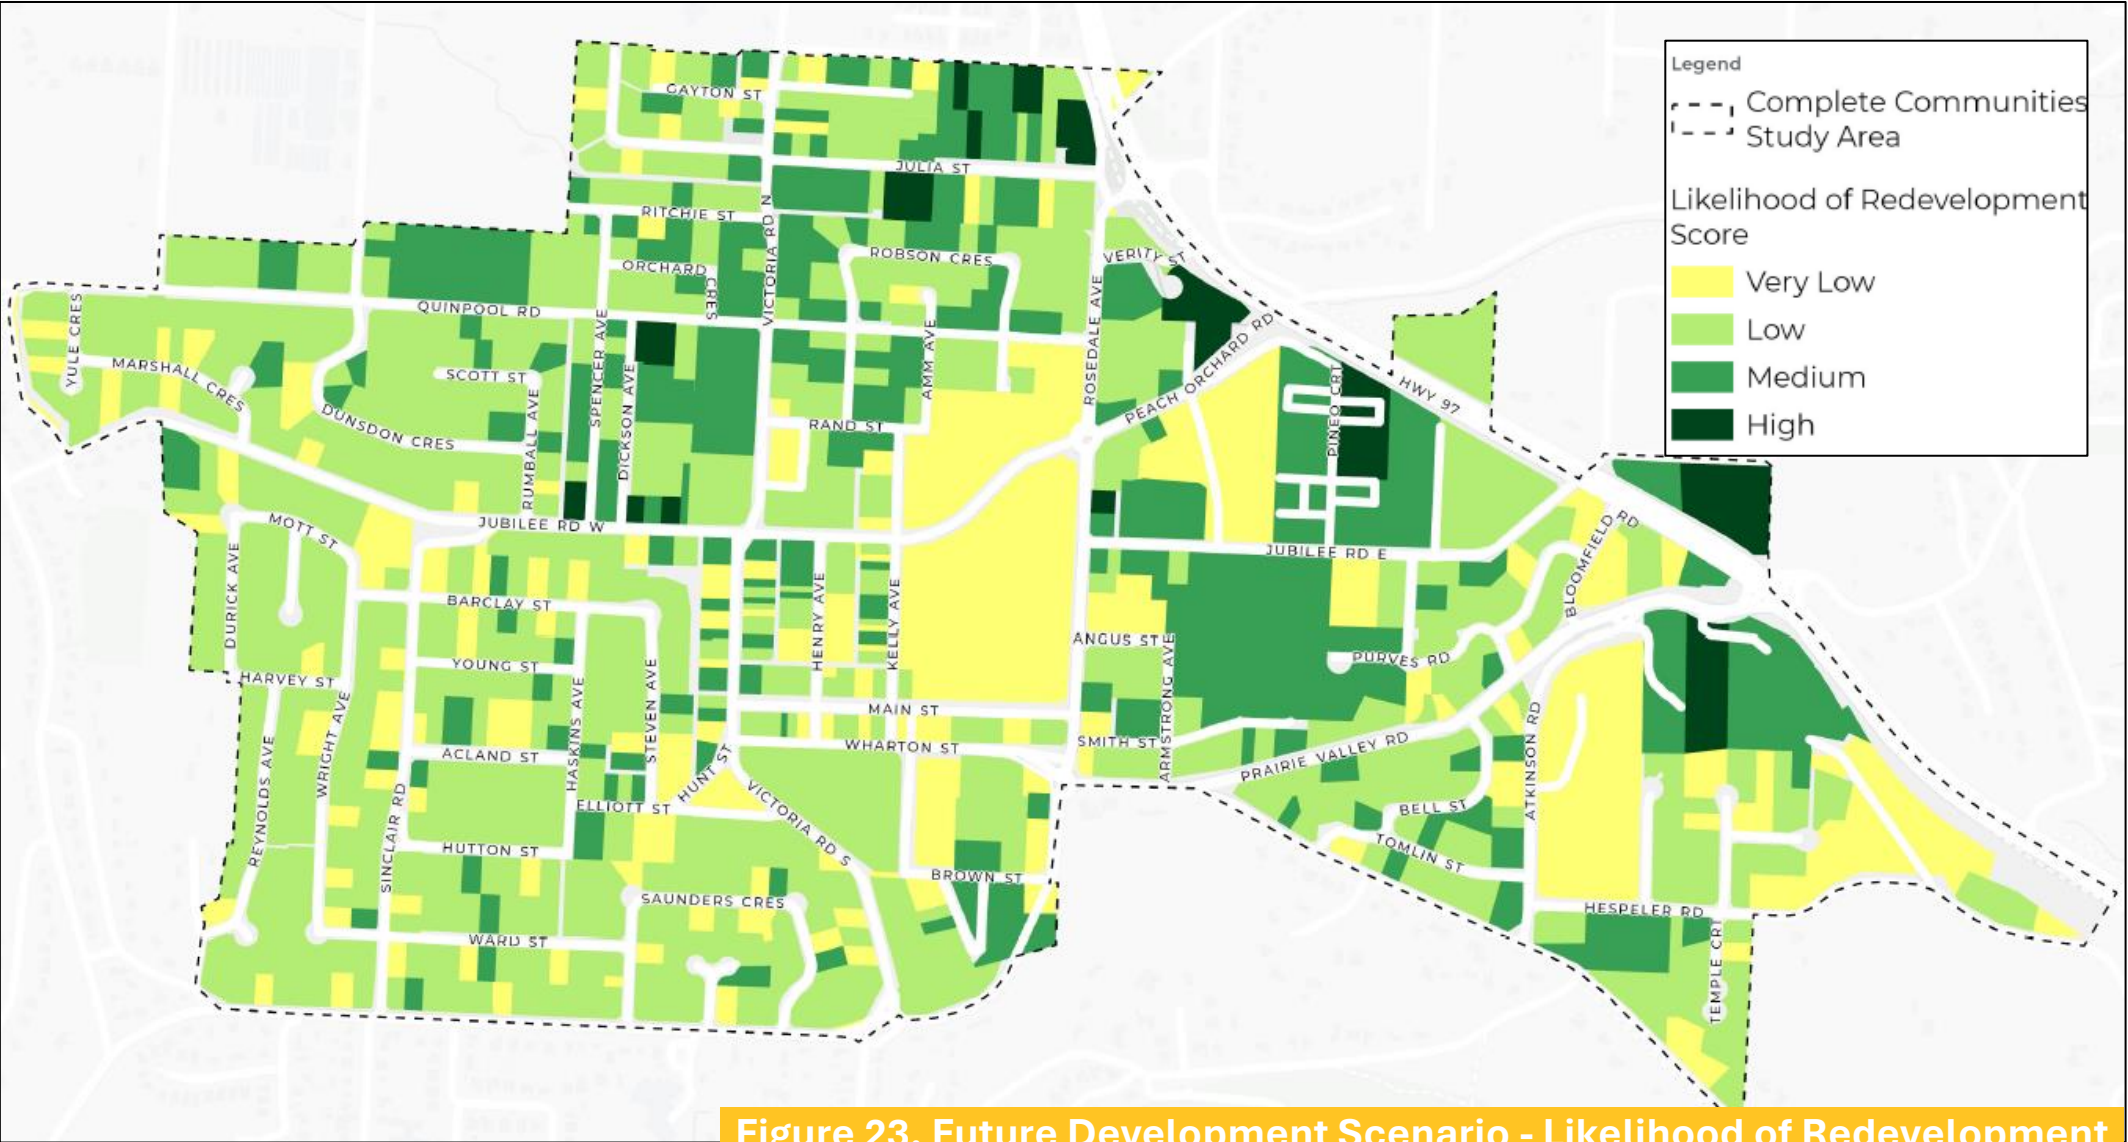 Legend
Complete Communities
Study Area
Likelihood of Redevelopment
Score
Very Low
Low
Medium
High
GAYTON ST
JULIA ST
RITCHIE ST
VICTORIA RD N
ORCHARD CRES
ROBSON CRES
VERITY ST
QUINPOOL RD
YULE CRES
MARSHALL CRES
SCOTT ST
SPENCER AVE
DICKSON AVE
RUMBALL AVE
DUNSDON CRES
AMM AVE
ROSEDALE AVE
PEACH ORCHARD RD
HWY 97
PINEO CRT
RAND ST
JUBILEE RD W
JUBILEE RD E
MOTT ST
DURICK AVE
BARCLAY ST
HENRY AVE
KELLY AVE
BLOOMFIELD RD
ANGUS ST
PURVES RD
YOUNG ST
HARVEY ST
HASKINS AVE
STEVEN AVE
ARMSTRONG AVE
WRIGHT AVE
MAIN ST
WHARTON ST
SMITH ST
PRAIRIE VALLEY RD
ATKINSON RD
REYNOLDS AVE
SINCLAIR RD
ACLAND ST
HUNT ST
ELLIOTT ST
VICTORIA RD S
BELL ST
TOMLIN ST
HUTTON ST
BROWN ST
SAUNDERS CRES
HESPELER RD
WARD ST
TEMPLE CRT
Figure 23. Future Development Scenario - Likelihood of Redevelopment